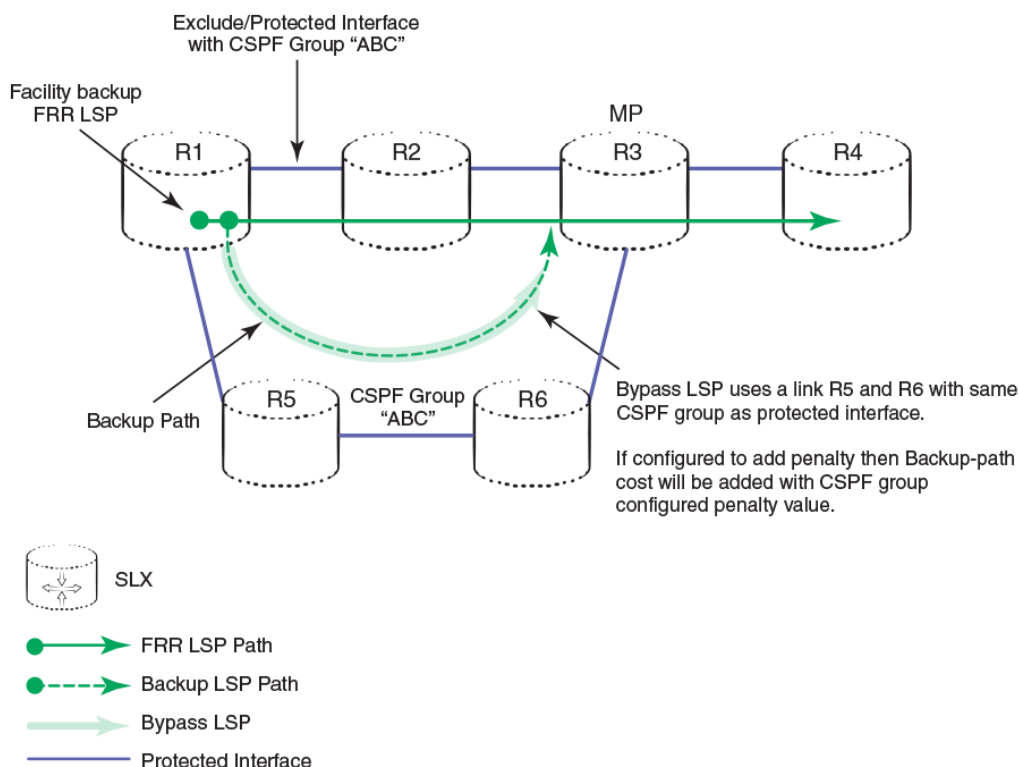 Exclude/Protected Interface
with CSPF Group “ABC”
Facility backup
FRR LSP
MP
R1
R2
R3
R4
Backup Path
R5
CSPF Group
“ABC”
R6
Bypass LSP uses a link R5 and R6 with same
CSPF group as protected interface.
If configured to add penalty then Backup-path
cost will be added with CSPF group
configured penalty value.
SLX
FRR LSP Path
Backup LSP Path
Bypass LSP
Protected Interface